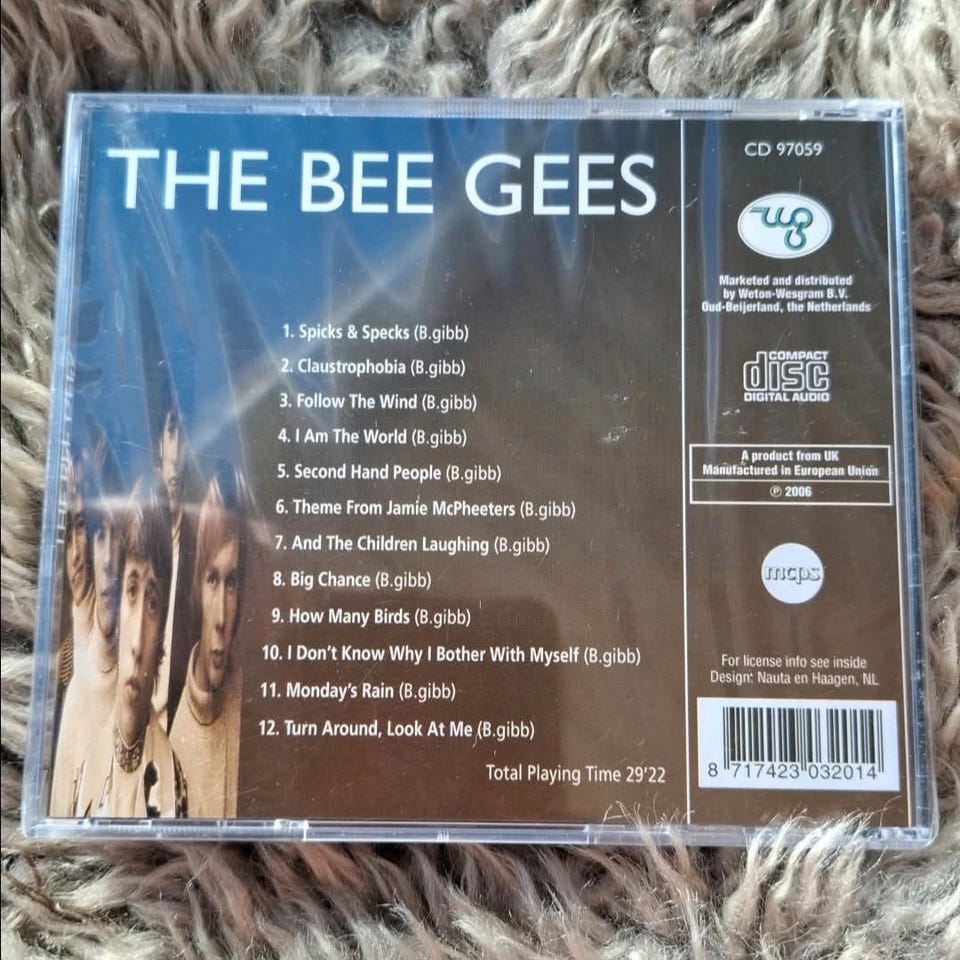 THE BEE GEES
1. Spicks & Specks (B.gibb)
2. Claustrophobia (B.gibb)
3. Follow The Wind (B.gibb)
4. I Am The World (B.gibb)
5. Second Hand People (B.gibb)
6. Theme From Jamie McPheeters (B.gibb)
7. And The Children Laughing (B.gibb)
8. Big Chance (B.gibb)
9. How Many Birds (B.gibb)
10. I Don't Know Why I Bother With Myself (B.gibb)
11. Monday's Rain (B.gibb)
12. Turn Around, Look At Me (B.gibb)
Total Playing Time 29'22
CD 97059
wg
Marketed and distributed
by Weton-Wesgram B.V.
Oud-Beijerland, the Netherlands
COMPACT
disc
DIGITAL AUDIO
A product from UK
Manufactured in European Union
℗ 2006
mcps
For license info see inside
Design: Nauta en Haagen, NL
8 717423 032014